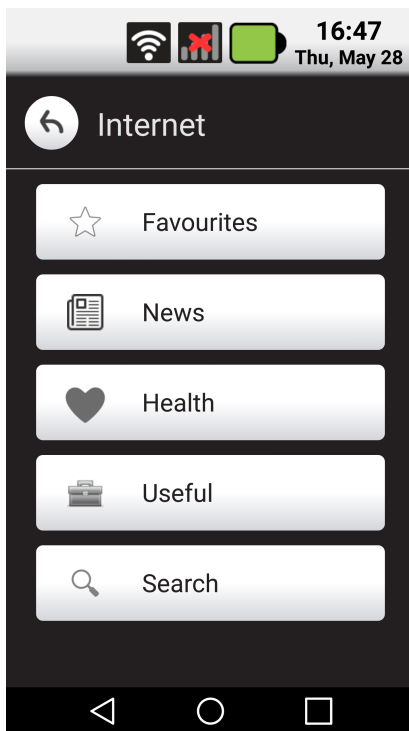 16:47
Thu, May 28
Internet
Favourites
News
Health
Useful
Search